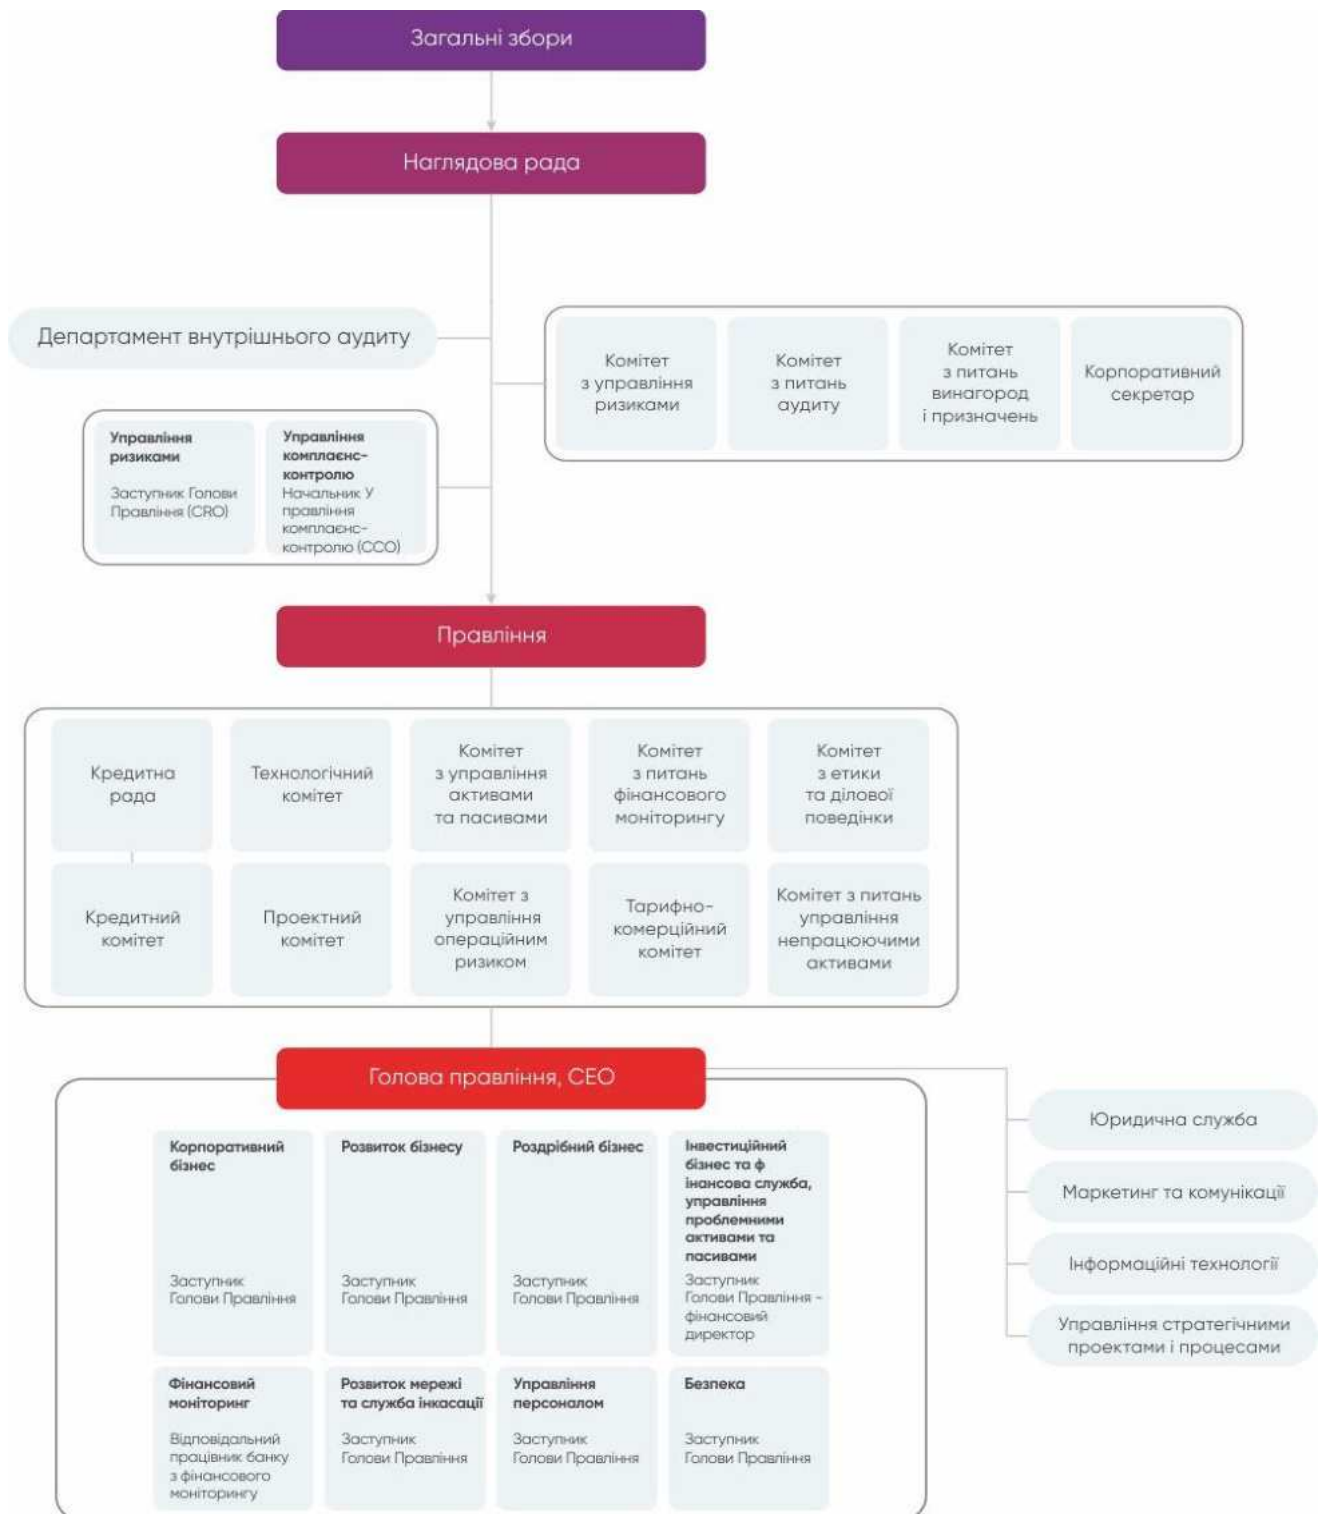 Загальні збори
Наглядова рада
Департамент внутрішнього аудиту
Комітет
з управління
ризиками
Комітет
з питань
аудиту
Комітет
з питань
винагород
і призначень
Корпоративний
секретар
Управління
ризиками
Заступник Голови
Правління (CRO)
Управління
комплаєнс-
контролю
Начальник У
правління
комплаєнс-
контролю (CCO)
Правління
Кредитна
рада
Технологічний
комітет
Комітет
з управління
активами
та пасивами
Комітет
з питань
фінансового
моніторингу
Комітет
з етики
та ділової
поведінки
Кредитний
комітет
Проектний
комітет
Комітет з
управління
операційним
ризиком
Тарифно-
комерційний
комітет
Комітет з питань
управління
непрацюючими
активами
Голова правління, CEO
Корпоративний
бізнес
Заступник
Голови Правління
Розвиток бізнесу
Заступник
Голови Правління
Роздрібний бізнес
Заступник
Голови Правління
Інвестиційний
бізнес та ф
інансова служба,
управління
проблемними
активами та
пасивами
Заступник
Голови Правління -
фінансовий
директор
Фінансовий
моніторинг
Відповідальний
працівник банку
з фінансового
моніторингу
Розвиток мережі
та служба інкасації
Заступник
Голови Правління
Управління
персоналом
Заступник
Голови Правління
Безпека
Заступник
Голови Правління
Юридична служба
Маркетинг та комунікації
Інформаційні технології
Управління стратегічними
проектами і процесами